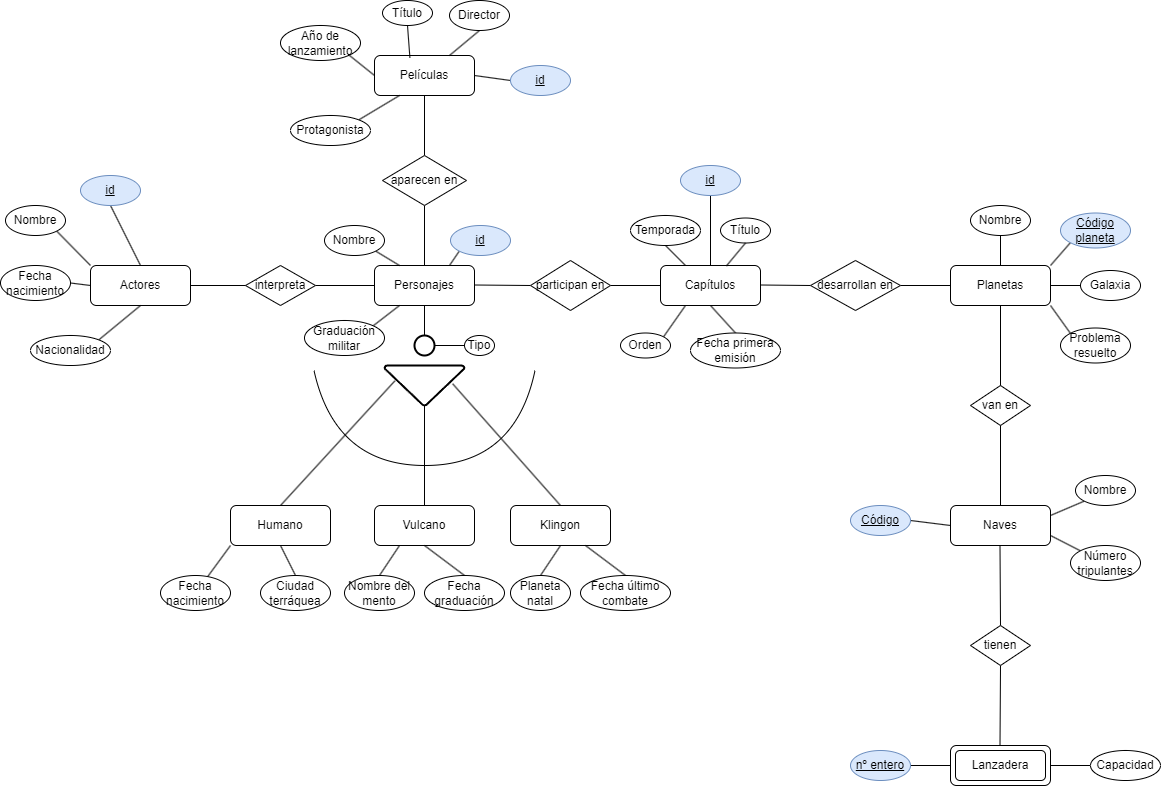 Título
Director
Año de
lanzamiento
Películas
id
Protagonista
aparecen en
id
id
Nombre
Nombre
Código
planeta
Nombre
id
Temporada
Título
Fecha
nacimiento
Actores
interpreta
Personajes
participan en
Capítulos
desarrollan en
Planetas
Galaxia
Graduación
militar
Tipo
Orden
Fecha primera
emisión
Problema
resuelto
Nacionalidad
van en
Nombre
Código
Naves
Humano
Vulcano
Klingon
Número
tripulantes
Fecha
nacimiento
Ciudad
terráquea
Nombre del
mento
Fecha
graduación
Planeta
natal
Fecha último
combate
tienen
nº entero
Lanzadera
Capacidad